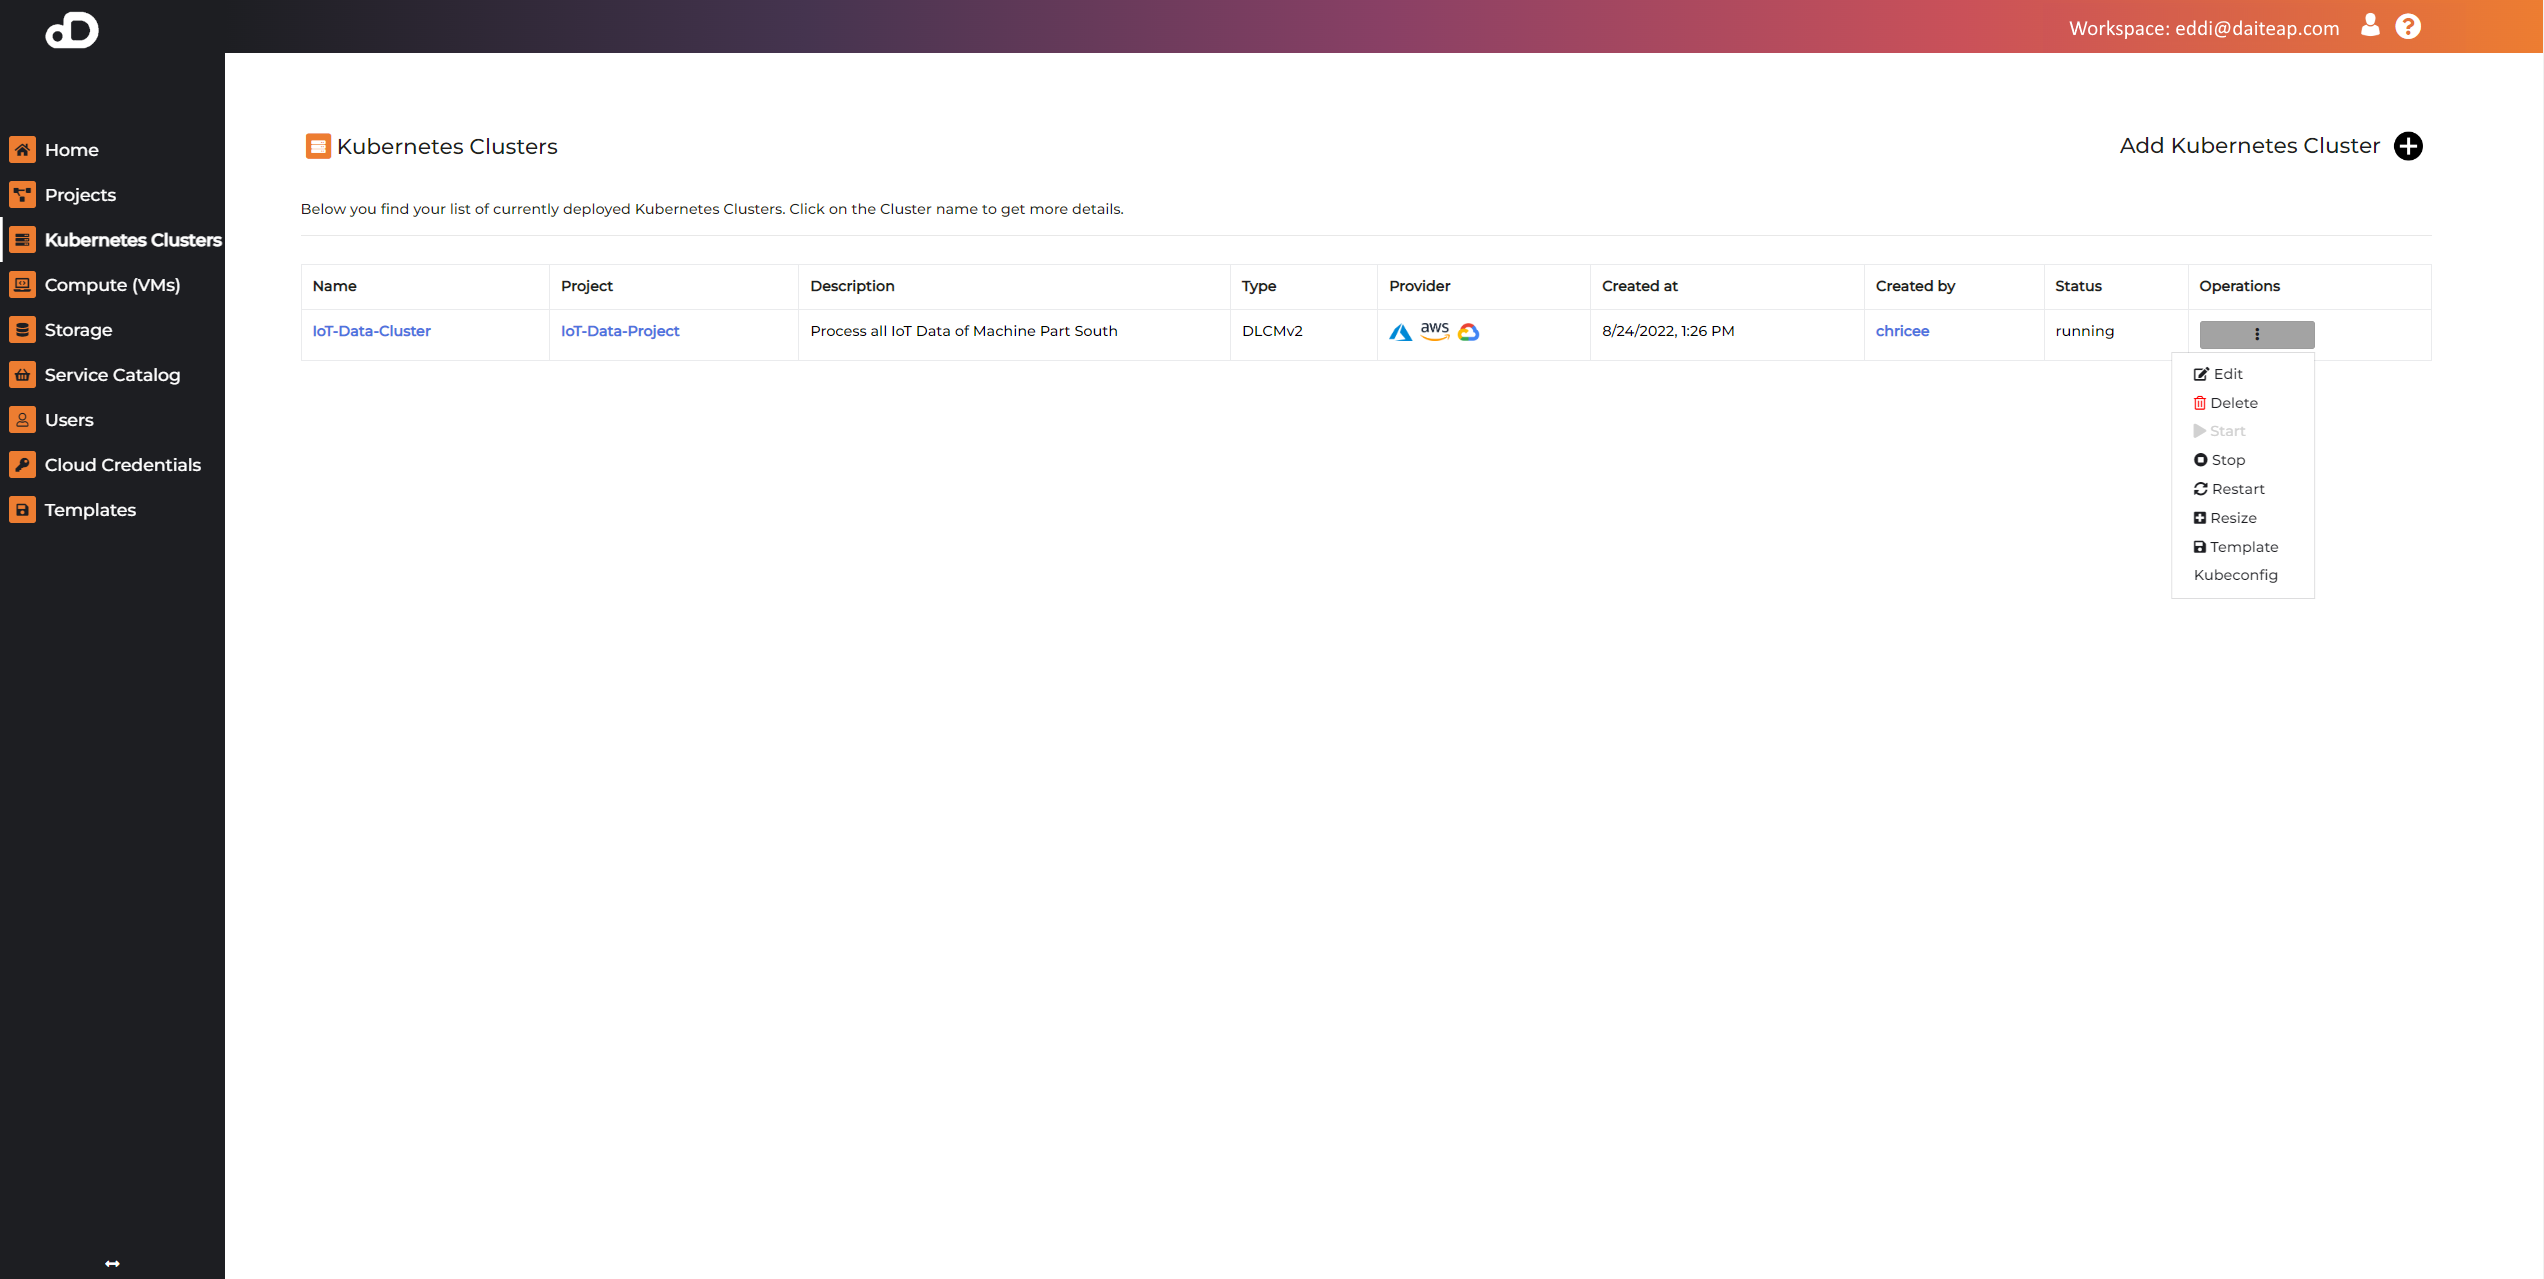 Workspace: eddi@daiteap.com
Home
Projects
Kubernetes Clusters
Compute (VMs)
Storage
Service Catalog
Users
Cloud Credentials
Templates
Kubernetes Clusters
Add Kubernetes Cluster
Below you find your list of currently deployed Kubernetes Clusters. Click on the Cluster name to get more details.
Name Project Description Type Provider Created at Created by Status Operations
IoT-Data-Cluster IoT-Data-Project Process all IoT Data of Machine Part South DLCMv2 aws 8/24/2022, 1:26 PM chricee running
Edit
Delete
Start
Stop
Restart
Resize
Template
Kubeconfig